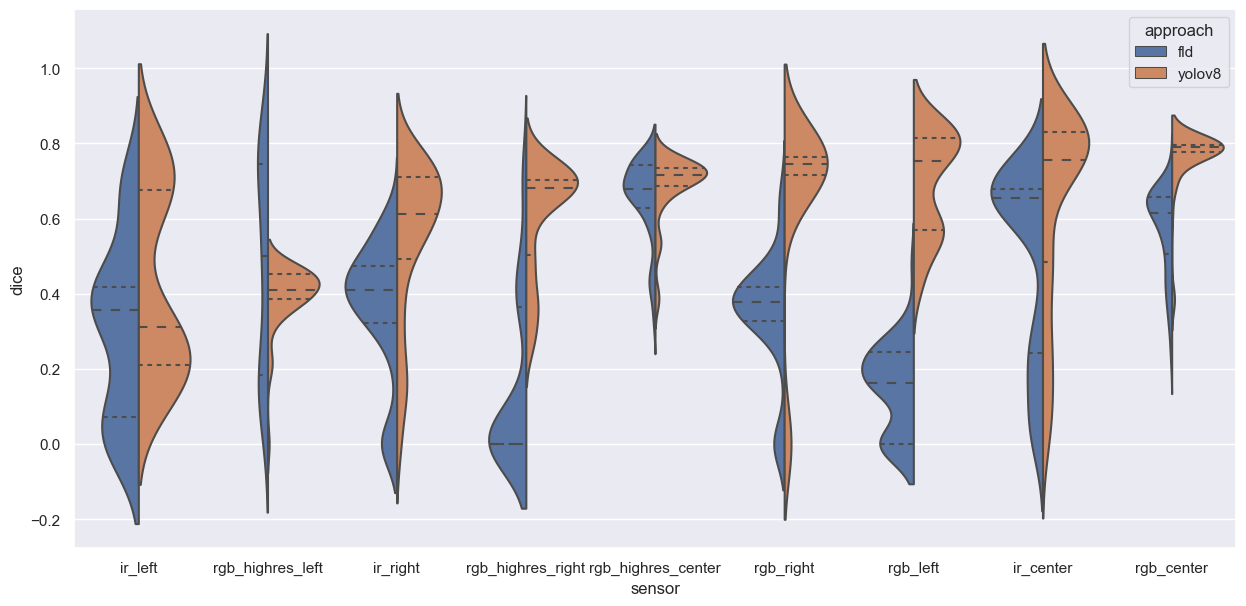 approach
fld
yolov8
1.0
0.8
0.6
0.4
0.2
0.0
−0.2
dice
ir_left rgb_highres_left ir_right rgb_highres_right rgb_highres_center rgb_right rgb_left ir_center rgb_center
sensor